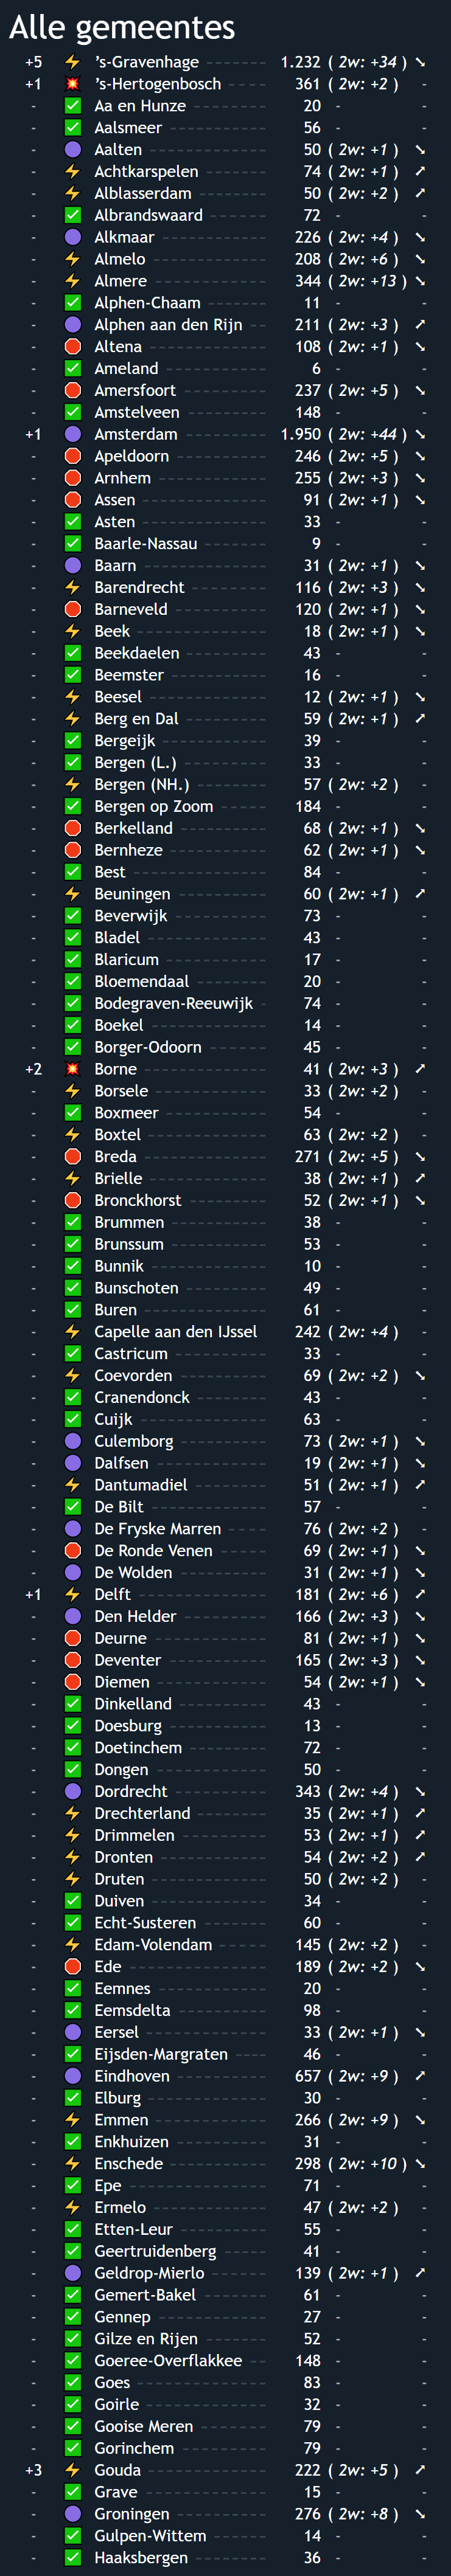 Alle gemeentes
+5 ⚡ ’s-Gravenhage 1.232 ( 2w: +34 ) ➘
+1 💥 ’s-Hertogenbosch 361 ( 2w: +2 ) -
- ✅ Aa en Hunze 20 - -
- ✅ Aalsmeer 56 - -
- 🟣 Aalten 50 ( 2w: +1 ) ➘
- ⚡ Achtkarspelen 74 ( 2w: +1 ) ➚
- ⚡ Alblasserdam 50 ( 2w: +2 ) ➚
- ✅ Albrandswaard 72 - -
- 🟣 Alkmaar 226 ( 2w: +4 ) ➘
- ⚡ Almelo 208 ( 2w: +6 ) ➘
- ⚡ Almere 344 ( 2w: +13 ) ➘
- ✅ Alphen-Chaam 11 - -
- 🟣 Alphen aan den Rijn 211 ( 2w: +3 ) ➚
- 🛑 Altena 108 ( 2w: +1 ) ➘
- ✅ Ameland 6 - -
- 🛑 Amersfoort 237 ( 2w: +5 ) ➘
- ✅ Amstelveen 148 - -
+1 🟣 Amsterdam 1.950 ( 2w: +44 ) ➘
- 🛑 Apeldoorn 246 ( 2w: +5 ) ➘
- 🛑 Arnhem 255 ( 2w: +3 ) ➘
- 🛑 Assen 91 ( 2w: +1 ) ➘
- ✅ Asten 33 - -
- ✅ Baarle-Nassau 9 - -
- 🟣 Baarn 31 ( 2w: +1 ) ➘
- ⚡ Barendrecht 116 ( 2w: +3 ) ➘
- 🛑 Barneveld 120 ( 2w: +1 ) ➘
- ⚡ Beek 18 ( 2w: +1 ) ➘
- ✅ Beekdaelen 43 - -
- ✅ Beemster 16 - -
- ⚡ Beesel 12 ( 2w: +1 ) ➘
- ⚡ Berg en Dal 59 ( 2w: +1 ) ➚
- ✅ Bergeijk 39 - -
- ✅ Bergen (L.) 33 - -
- ⚡ Bergen (NH.) 57 ( 2w: +2 ) -
- ✅ Bergen op Zoom 184 - -
- 🛑 Berkelland 68 ( 2w: +1 ) ➘
- 🛑 Bernheze 62 ( 2w: +1 ) ➘
- ✅ Best 84 - -
- ⚡ Beuningen 60 ( 2w: +1 ) ➚
- ✅ Beverwijk 73 - -
- ✅ Bladel 43 - -
- ✅ Blaricum 17 - -
- ✅ Bloemendaal 20 - -
- ✅ Bodegraven-Reeuwijk 74 - -
- ✅ Boekel 14 - -
- ✅ Borger-Odoorn 45 - -
+2 💥 Borne 41 ( 2w: +3 ) ➚
- ⚡ Borsele 33 ( 2w: +2 ) -
- ✅ Boxmeer 54 - -
- ⚡ Boxtel 63 ( 2w: +2 ) -
- 🛑 Breda 271 ( 2w: +5 ) ➘
- ⚡ Brielle 38 ( 2w: +1 ) ➚
- 🛑 Bronckhorst 52 ( 2w: +1 ) ➘
- ✅ Brummen 38 - -
- ✅ Brunssum 53 - -
- ✅ Bunnik 10 - -
- ✅ Bunschoten 49 - -
- ✅ Buren 61 - -
- ⚡ Capelle aan den IJssel 242 ( 2w: +4 ) -
- ✅ Castricum 33 - -
- ⚡ Coevorden 69 ( 2w: +2 ) ➘
- ✅ Cranendonck 43 - -
- ✅ Cuijk 63 - -
- 🟣 Culemborg 73 ( 2w: +1 ) ➘
- 🟣 Dalfsen 19 ( 2w: +1 ) ➘
- ⚡ Dantumadiel 51 ( 2w: +1 ) ➚
- ✅ De Bilt 57 - -
- 🟣 De Fryske Marren 76 ( 2w: +2 ) -
- 🛑 De Ronde Venen 69 ( 2w: +1 ) ➘
- 🟣 De Wolden 31 ( 2w: +1 ) ➘
+1 ⚡ Delft 181 ( 2w: +6 ) ➚
- 🟣 Den Helder 166 ( 2w: +3 ) ➘
- 🛑 Deurne 81 ( 2w: +1 ) ➘
- 🛑 Deventer 165 ( 2w: +3 ) ➘
- 🛑 Diemen 54 ( 2w: +1 ) ➘
- ✅ Dinkelland 43 - -
- ✅ Doesburg 13 - -
- ✅ Doetinchem 72 - -
- ✅ Dongen 50 - -
- 🟣 Dordrecht 343 ( 2w: +4 ) ➘
- ⚡ Drechterland 35 ( 2w: +1 ) ➚
- ⚡ Drimmelen 53 ( 2w: +1 ) ➚
- ⚡ Dronten 54 ( 2w: +2 ) ➚
- ⚡ Druten 50 ( 2w: +2 ) -
- ✅ Duiven 34 - -
- ✅ Echt-Susteren 60 - -
- ⚡ Edam-Volendam 145 ( 2w: +2 ) -
- 🛑 Ede 189 ( 2w: +2 ) ➘
- ✅ Eemnes 20 - -
- ✅ Eemsdelta 98 - -
- 🟣 Eersel 33 ( 2w: +1 ) ➘
- ✅ Eijsden-Margraten 46 - -
- 🟣 Eindhoven 657 ( 2w: +9 ) ➚
- ✅ Elburg 30 - -
- ⚡ Emmen 266 ( 2w: +9 ) ➘
- ✅ Enkhuizen 31 - -
- ⚡ Enschede 298 ( 2w: +10 ) ➘
- ✅ Epe 71 - -
- ⚡ Ermelo 47 ( 2w: +2 ) -
- ✅ Etten-Leur 55 - -
- ✅ Geertruidenberg 41 - -
- 🟣 Geldrop-Mierlo 139 ( 2w: +1 ) ➚
- ✅ Gemert-Bakel 61 - -
- ✅ Gennep 27 - -
- ✅ Gilze en Rijen 52 - -
- ✅ Goeree-Overflakkee 148 - -
- ✅ Goes 83 - -
- ✅ Goirle 32 - -
- ✅ Gooise Meren 79 - -
- ✅ Gorinchem 79 - -
+3 ⚡ Gouda 222 ( 2w: +5 ) ➚
- ✅ Grave 15 - -
- 🟣 Groningen 276 ( 2w: +8 ) ➘
- ✅ Gulpen-Wittem 14 - -
- ✅ Haaksbergen 36 - -